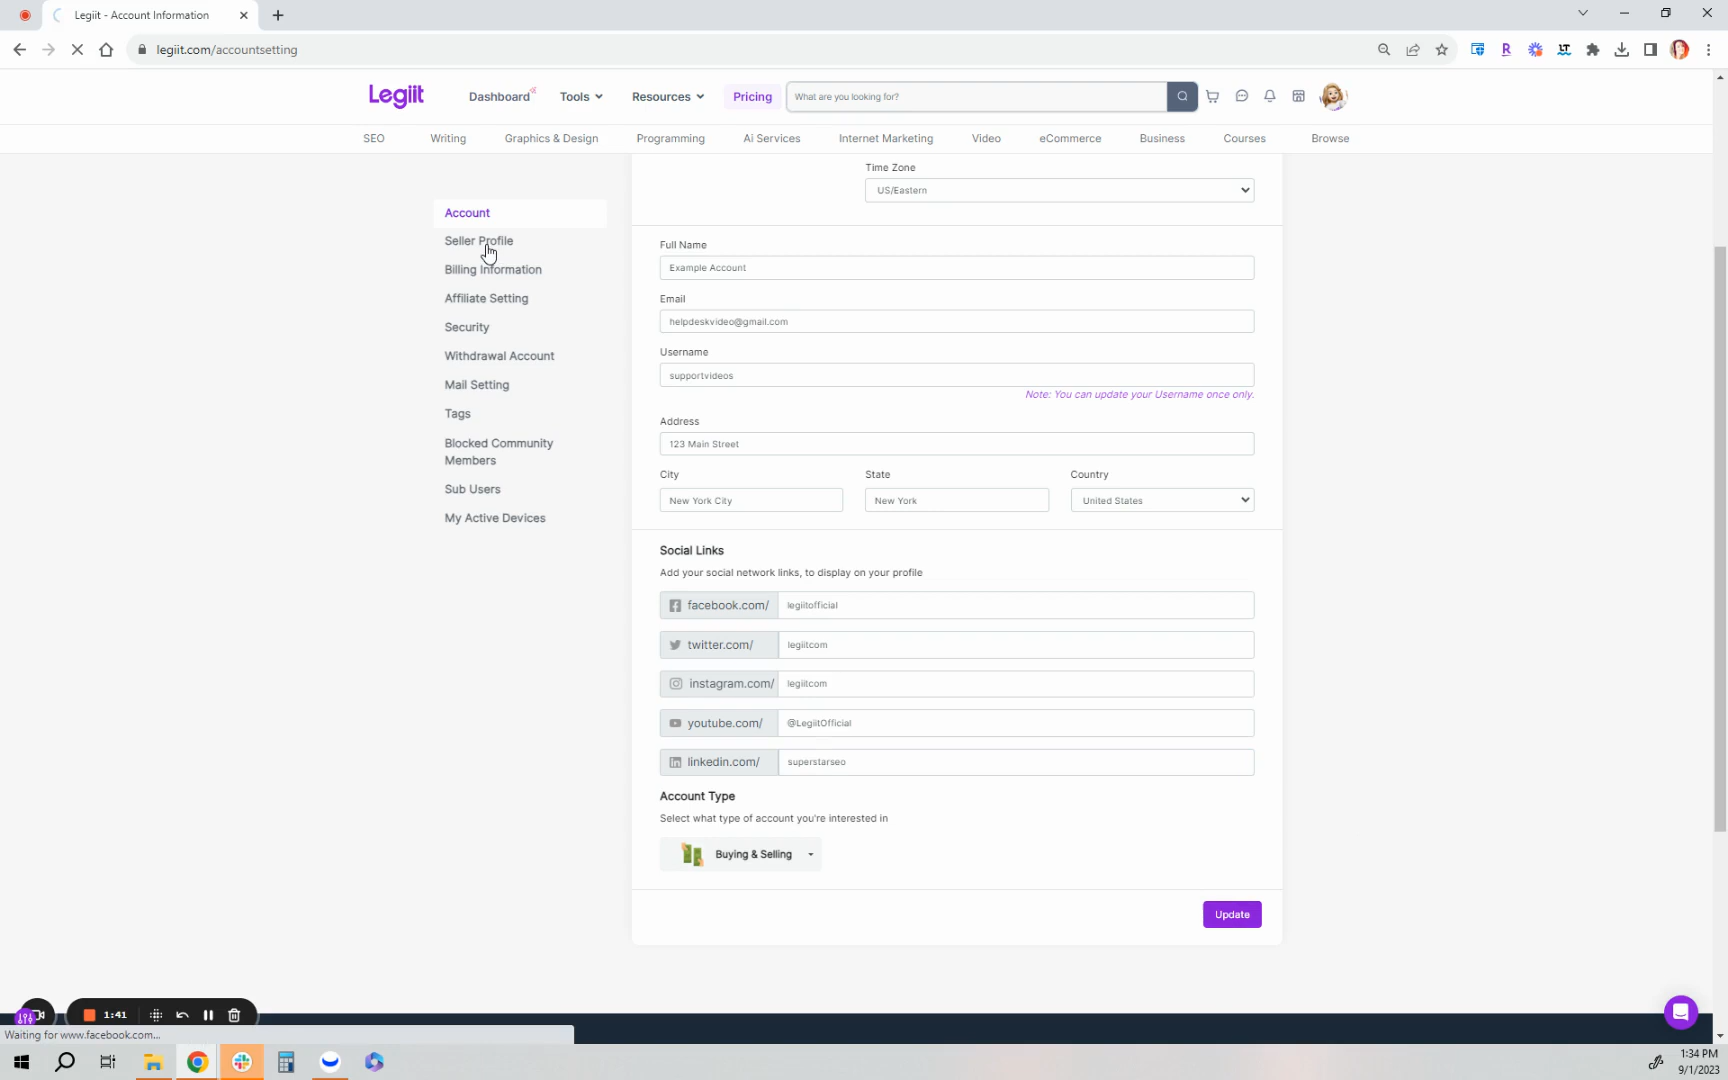 Legiit - Account Information
legiit.com/accountsetting
Legiit
Dashboard
Tools
Resources
Pricing
What are you looking for?
SEO
Writing
Graphics & Design
Programming
Ai Services
Internet Marketing
Video
eCommerce
Business
Courses
Browse
Account
Seller Profile
Billing Information
Affiliate Setting
Security
Withdrawal Account
Mail Setting
Tags
Blocked Community
Members
Sub Users
My Active Devices
Time Zone
US/Eastern
Full Name
Example Account
Email
helpdeskvideo@gmail.com
Username
supportvideos
Note: You can update your Username once only.
Address
123 Main Street
City
State
Country
New York City
New York
United States
Social Links
Add your social network links, to display on your profile
facebook.com/ legiitofficial
twitter.com/ legiitcom
instagram.com/ legiitcom
youtube.com/ @LegiitOfficial
linkedin.com/ superstarseo
Account Type
Select what type of account you're interested in
Buying & Selling
Update
1:41
Waiting for www.facebook.com...
1:34 PM
9/1/2023